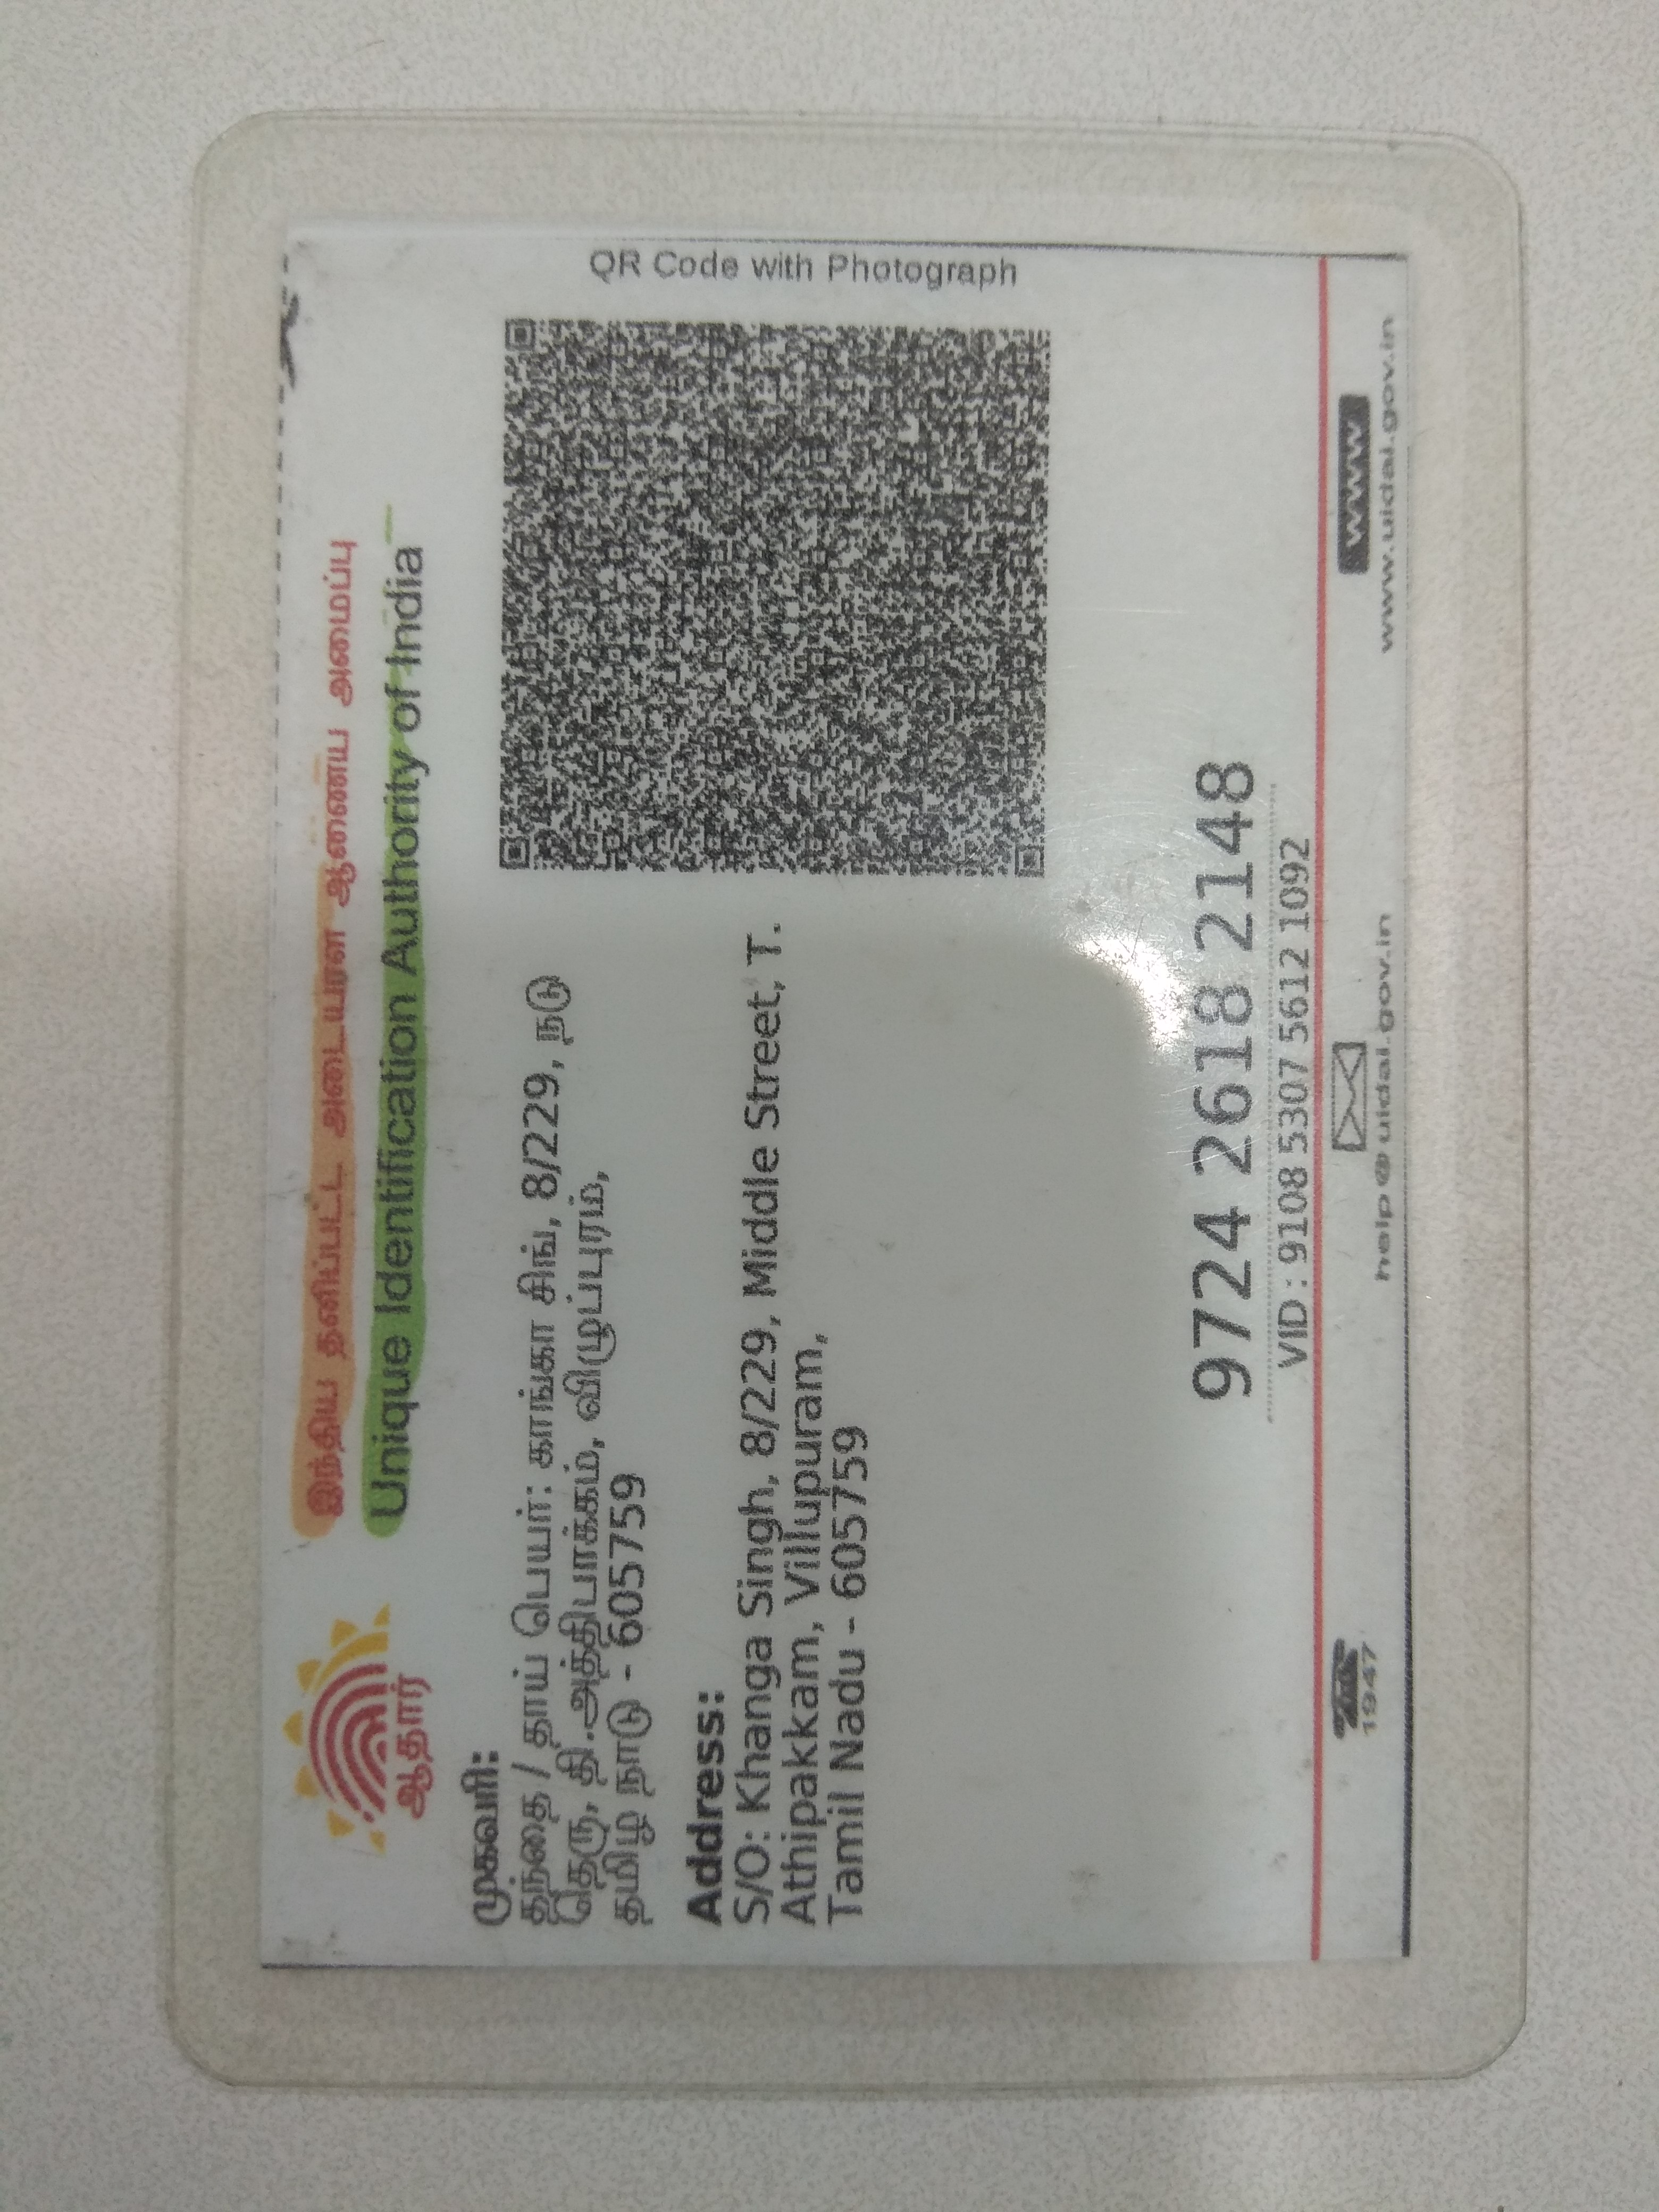 இந்திய தனிப்பட்ட அடையாள ஆணைய அமைப்பு
Unique Identification Authority of India
ஆதார்
முகவரி:
தந்தை / தாய் பெயர்: காங்கா சிங், 8/229, நடு
தெரு, தி.அத்திபாக்கம், விழுப்புரம்,
தமிழ் நாடு - 605759
Address:
S/O: Khanga Singh, 8/229, Middle Street, T.
Athipakkam, Villupuram,
Tamil Nadu - 605759
QR Code with Photograph
9724 2618 2148
VID : 9108 5307 5612 1092
1947
help@uidai.gov.in
www
www.uidai.gov.in